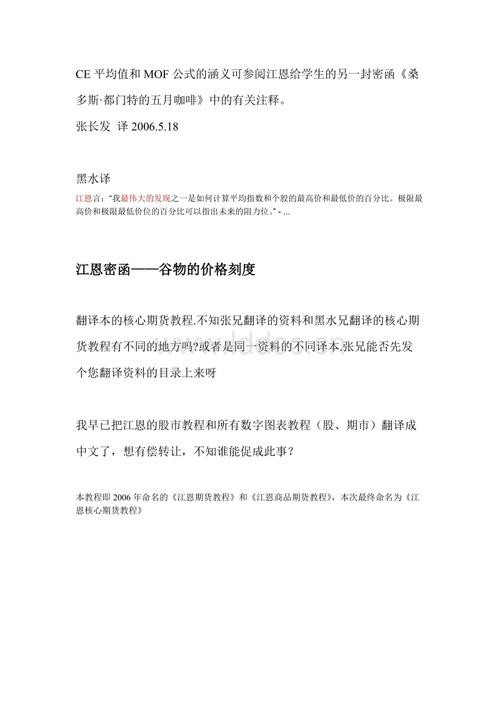 CE 平均值和 MOF 公式的涵义可参阅江恩给学生的另一封密函《桑
多斯·都门特的五月咖啡》中的有关注释。
张长发 译 2006.5.18
黑水译
江恩言：“我最伟大的发现之一是如何计算平均指数和个股的最高价和最低价的百分比。极限最
高价和极限最低价位的百分比可以指出未来的阻力位。” - ...
江恩密函——谷物的价格刻度
翻译本的核心期货教程,不知张兄翻译的资料和黑水兄翻译的核心期
货教程有不同的地方吗?或者是同一资料的不同译本,张兄能否先发
个您翻译资料的目录上来呀
我早已把江恩的股市教程和所有数字图表教程（股、期市）翻译成
中文了，想有偿转让，不知谁能促成此事？
本教程即 2006 年命名的《江恩期货教程》和《江恩商品期货教程》，本次最终命名为《江
恩核心期货教程》